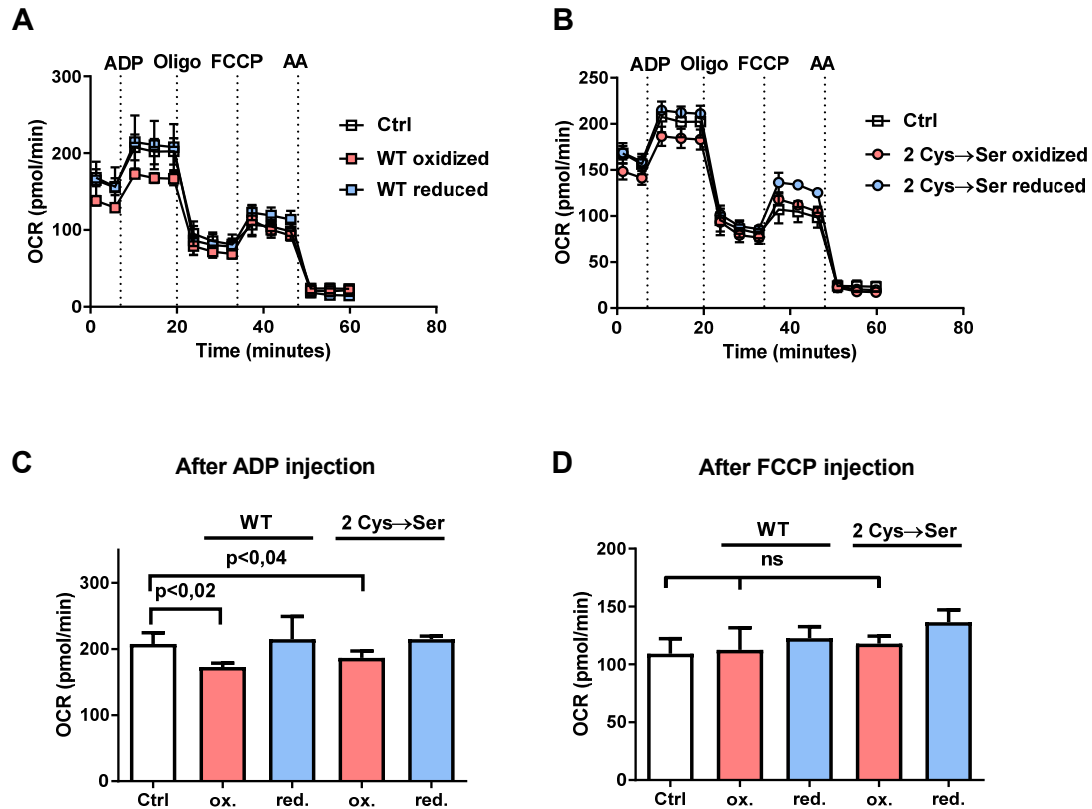 A
ADP Oligo FCCP AA
300
200
100
0
OCR (pmol/min)
0 20 40 60 80
Time (minutes)
Ctrl
WT oxidized
WT reduced
B
ADP Oligo FCCP AA
250
200
150
100
50
0
OCR (pmol/min)
0 20 40 60 80
Time (minutes)
Ctrl
2 Cys→Ser oxidized
2 Cys→Ser reduced
C
After ADP injection
WT 2 Cys→Ser
p<0,04
p<0,02
300
200
100
0
OCR (pmol/min)
Ctrl ox. red. ox. red.
D
After FCCP injection
WT 2 Cys→Ser
ns
200
150
100
50
0
OCR (pmol/min)
Ctrl ox. red. ox. red.